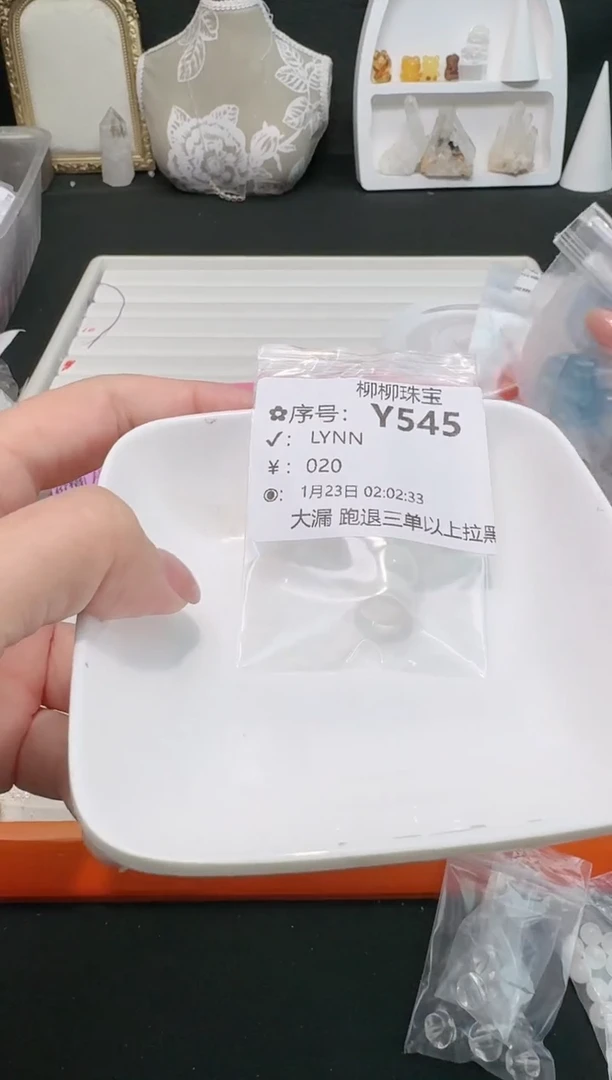 柳柳珠宝
✿序号： Y545
✓： LYNN
￥： 020
◉： 1月23日 02:02:33
大漏 跑退三单以上拉黑